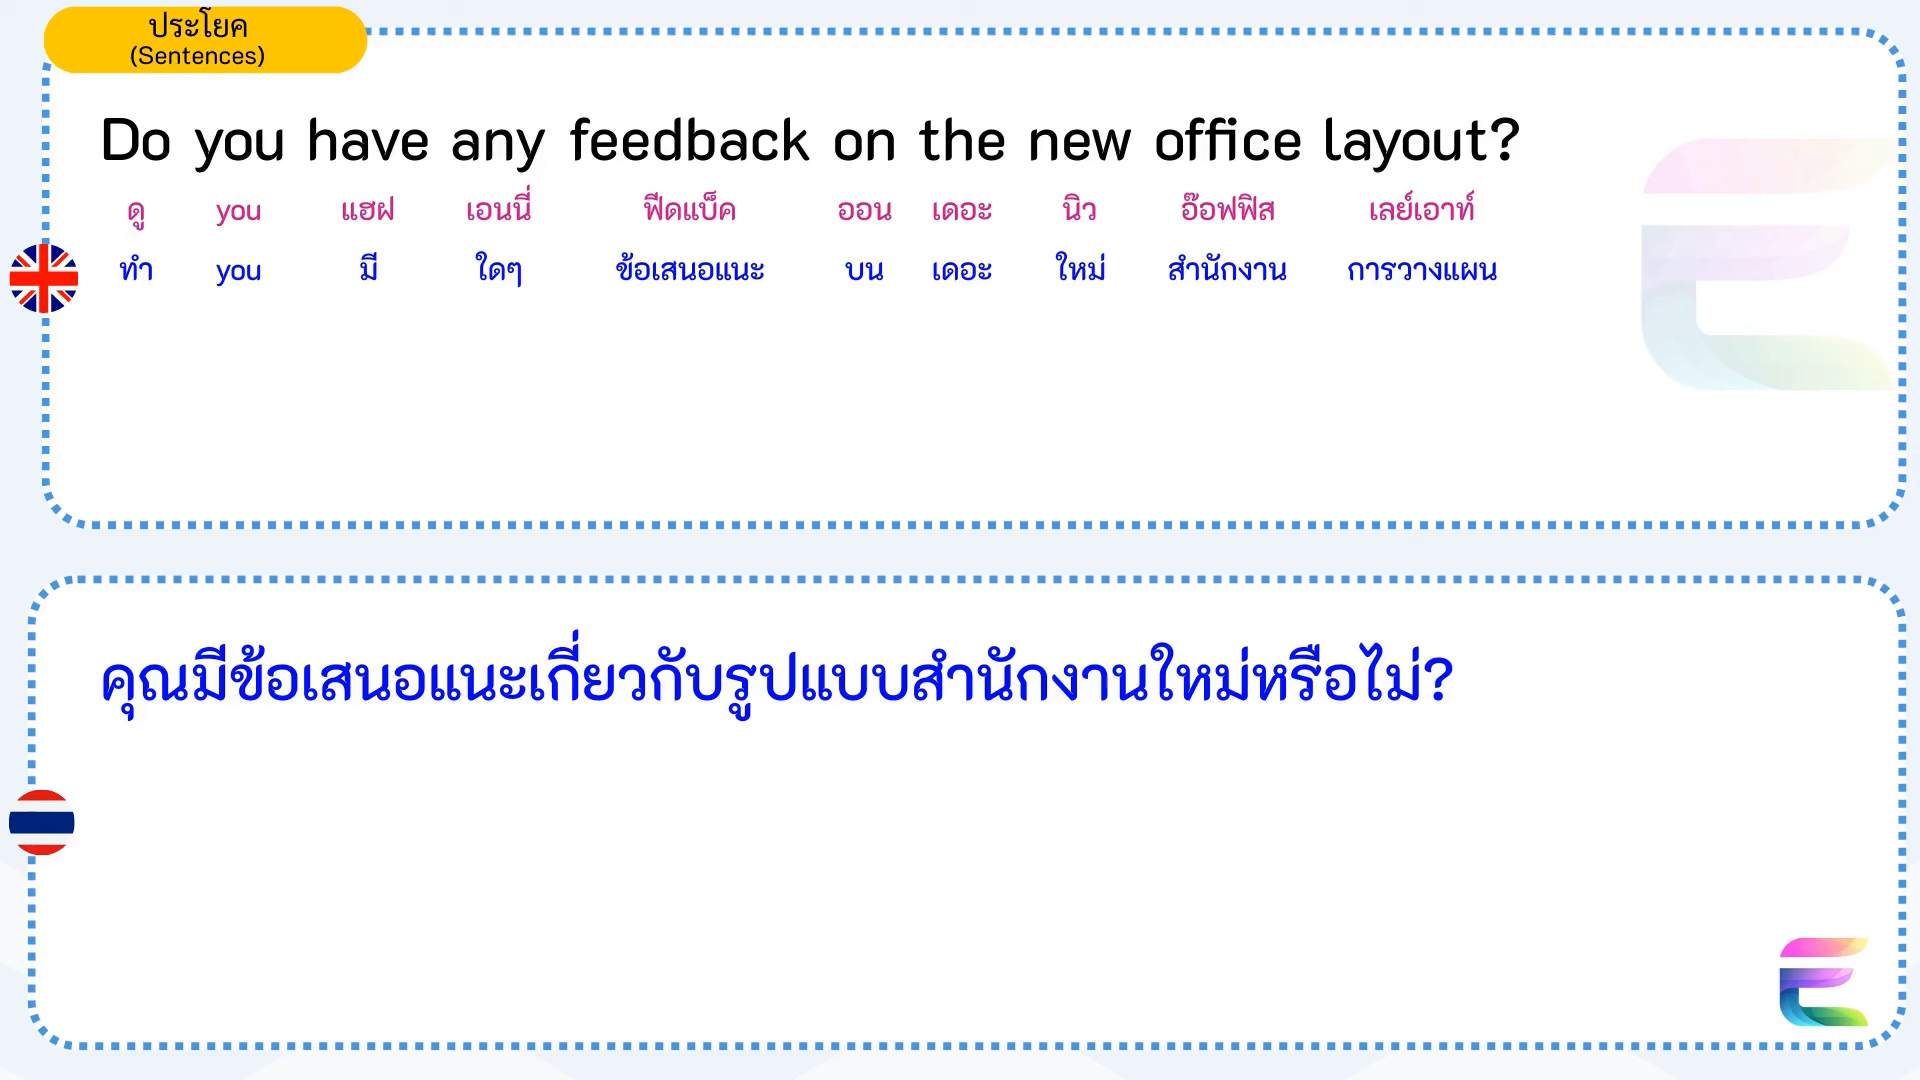 ประโยค
(Sentences)
Do you have any feedback on the new office layout?
ดู you แฮฝ เอนนี่ ฟีดแบ็ค ออน เดอะ นิว อ๊อฟฟิส เลย์เอาท์
ทำ you มี ใดๆ ข้อเสนอแนะ บน เดอะ ใหม่ สำนักงาน การวางแผน
คุณมีข้อเสนอแนะเกี่ยวกับรูปแบบสำนักงานใหม่หรือไม่?